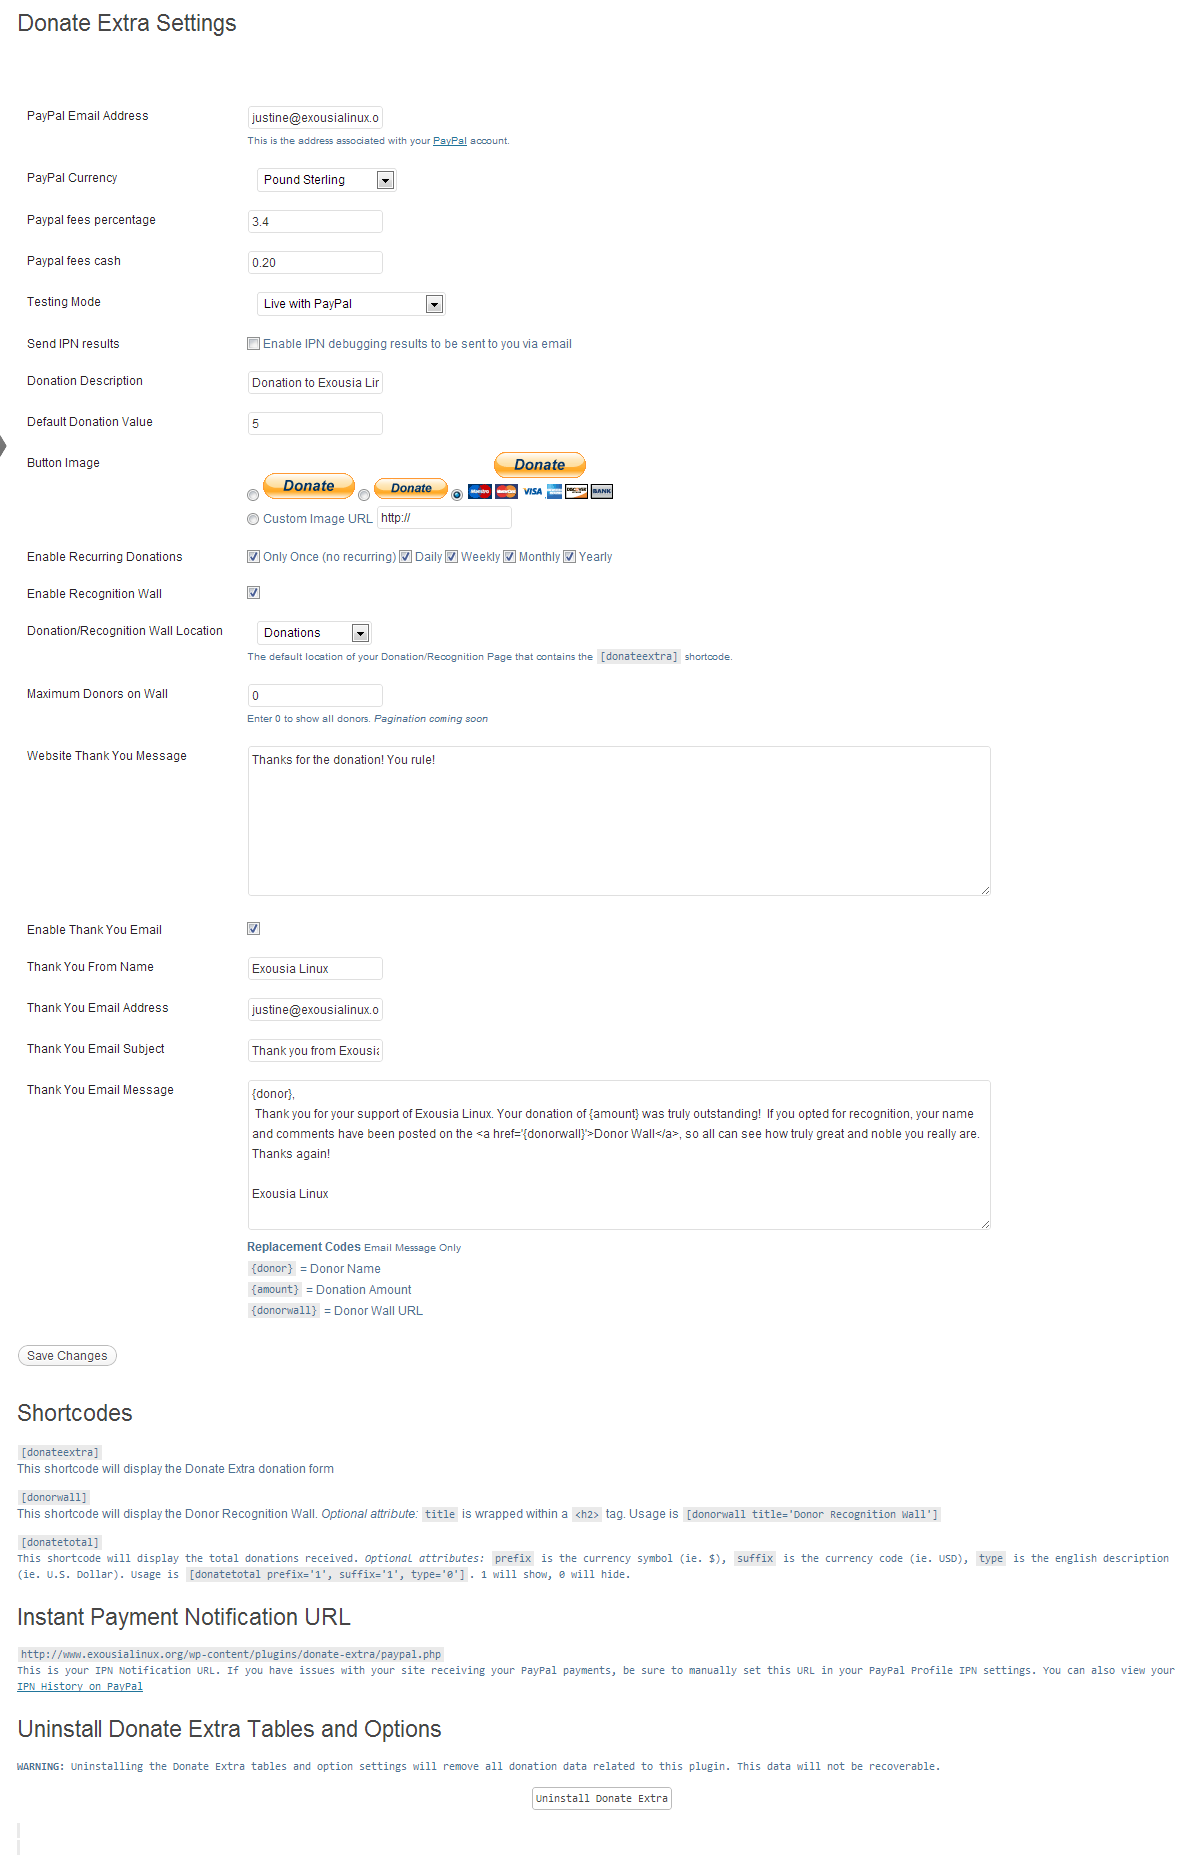 Donate Extra Settings
PayPal Email Address
justine@exousialinux.o
This is the address associated with your PayPal account.
PayPal Currency
Pound Sterling
Paypal fees percentage
3.4
Paypal fees cash
0.20
Testing Mode
Live with PayPal
Send IPN results
Enable IPN debugging results to be sent to you via email
Donation Description
Donation to Exousia Lir
Default Donation Value
5
Button Image
Donate
Donate Donate
Maestro MasterCard VISA DISCOVER BANK
Custom Image URL http://
Enable Recurring Donations
Only Once (no recurring) Daily Weekly Monthly Yearly
Enable Recognition Wall
Donation/Recognition Wall Location
Donations
The default location of your Donation/Recognition Page that contains the [donateextra] shortcode.
Maximum Donors on Wall
0
Enter 0 to show all donors. Pagination coming soon
Website Thank You Message
Thanks for the donation! You rule!
Enable Thank You Email
Thank You From Name
Exousia Linux
Thank You Email Address
justine@exousialinux.o
Thank You Email Subject
Thank you from Exousia
Thank You Email Message
{donor},
Thank you for your support of Exousia Linux. Your donation of {amount} was truly outstanding!  If you opted for recognition, your name
and comments have been posted on the <a href='{donorwall}'>Donor Wall</a>, so all can see how truly great and noble you really are.
Thanks again!
Exousia Linux
Replacement Codes Email Message Only
{donor} = Donor Name
{amount} = Donation Amount
{donorwall} = Donor Wall URL
Save Changes
Shortcodes
[donateextra]
This shortcode will display the Donate Extra donation form
[donorwall]
This shortcode will display the Donor Recognition Wall. Optional attribute: title is wrapped within a <h2> tag. Usage is [donorwall title='Donor Recognition Wall']
[donatetotal]
This shortcode will display the total donations received. Optional attributes: prefix is the currency symbol (ie. $), suffix is the currency code (ie. USD), type is the english description
(ie. U.S. Dollar). Usage is [donatetotal prefix='1', suffix='1', type='0']. 1 will show, 0 will hide.
Instant Payment Notification URL
http://www.exousialinux.org/wp-content/plugins/donate-extra/paypal.php
This is your IPN Notification URL. If you have issues with your site receiving your PayPal payments, be sure to manually set this URL in your PayPal Profile IPN settings. You can also view your
IPN History on PayPal
Uninstall Donate Extra Tables and Options
WARNING: Uninstalling the Donate Extra tables and option settings will remove all donation data related to this plugin. This data will not be recoverable.
Uninstall Donate Extra